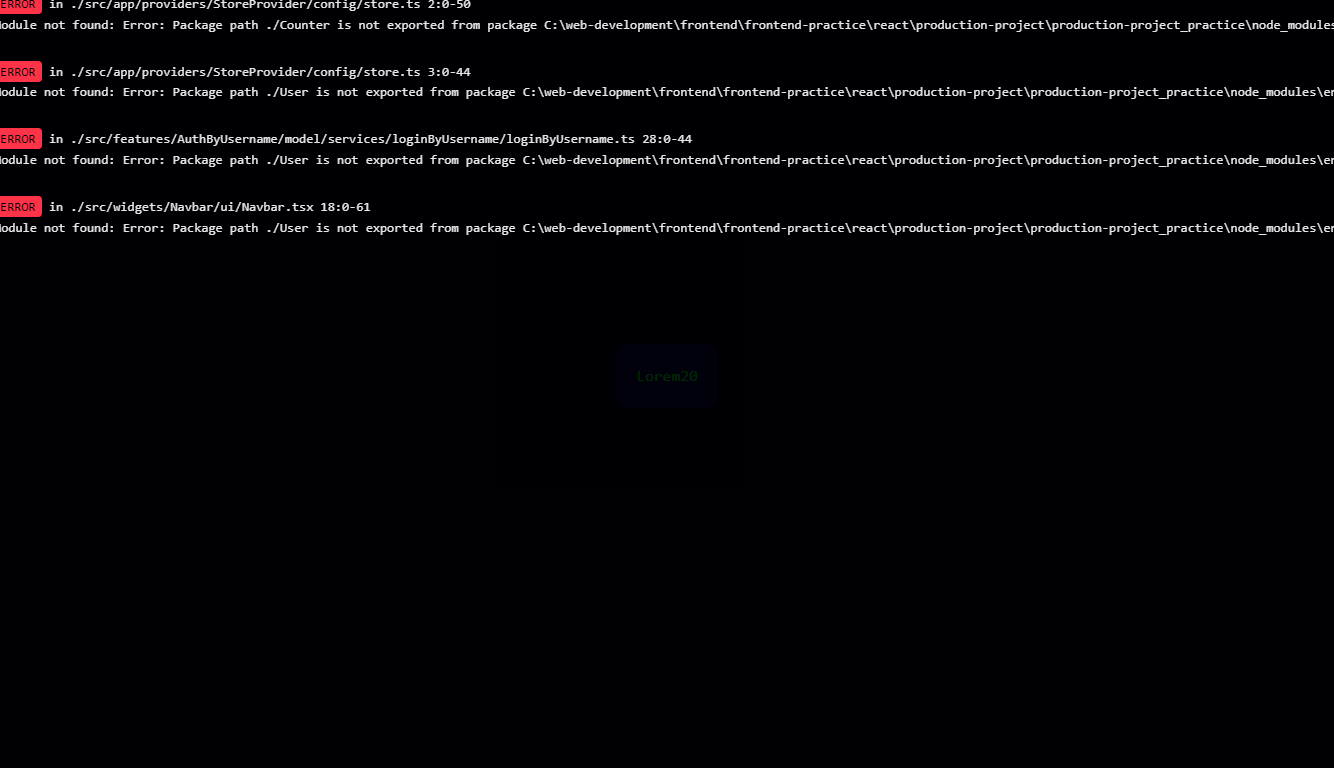 ERROR in ./src/app/providers/StoreProvider/config/store.ts 2:0-50
Module not found: Error: Package path ./Counter is not exported from package C:\web-development\frontend\frontend-practice\react\production-project\production-project_practice\node_modules
ERROR in ./src/app/providers/StoreProvider/config/store.ts 3:0-44
Module not found: Error: Package path ./User is not exported from package C:\web-development\frontend\frontend-practice\react\production-project\production-project_practice\node_modules\en
ERROR in ./src/features/AuthByUsername/model/services/loginByUsername/loginByUsername.ts 28:0-44
Module not found: Error: Package path ./User is not exported from package C:\web-development\frontend\frontend-practice\react\production-project\production-project_practice\node_modules\en
ERROR in ./src/widgets/Navbar/ui/Navbar.tsx 18:0-61
Module not found: Error: Package path ./User is not exported from package C:\web-development\frontend\frontend-practice\react\production-project\production-project_practice\node_modules\en
Lorem20